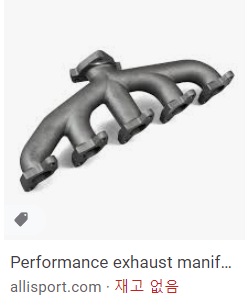 Performance exhaust manif...
allisport.com · 재고 없음